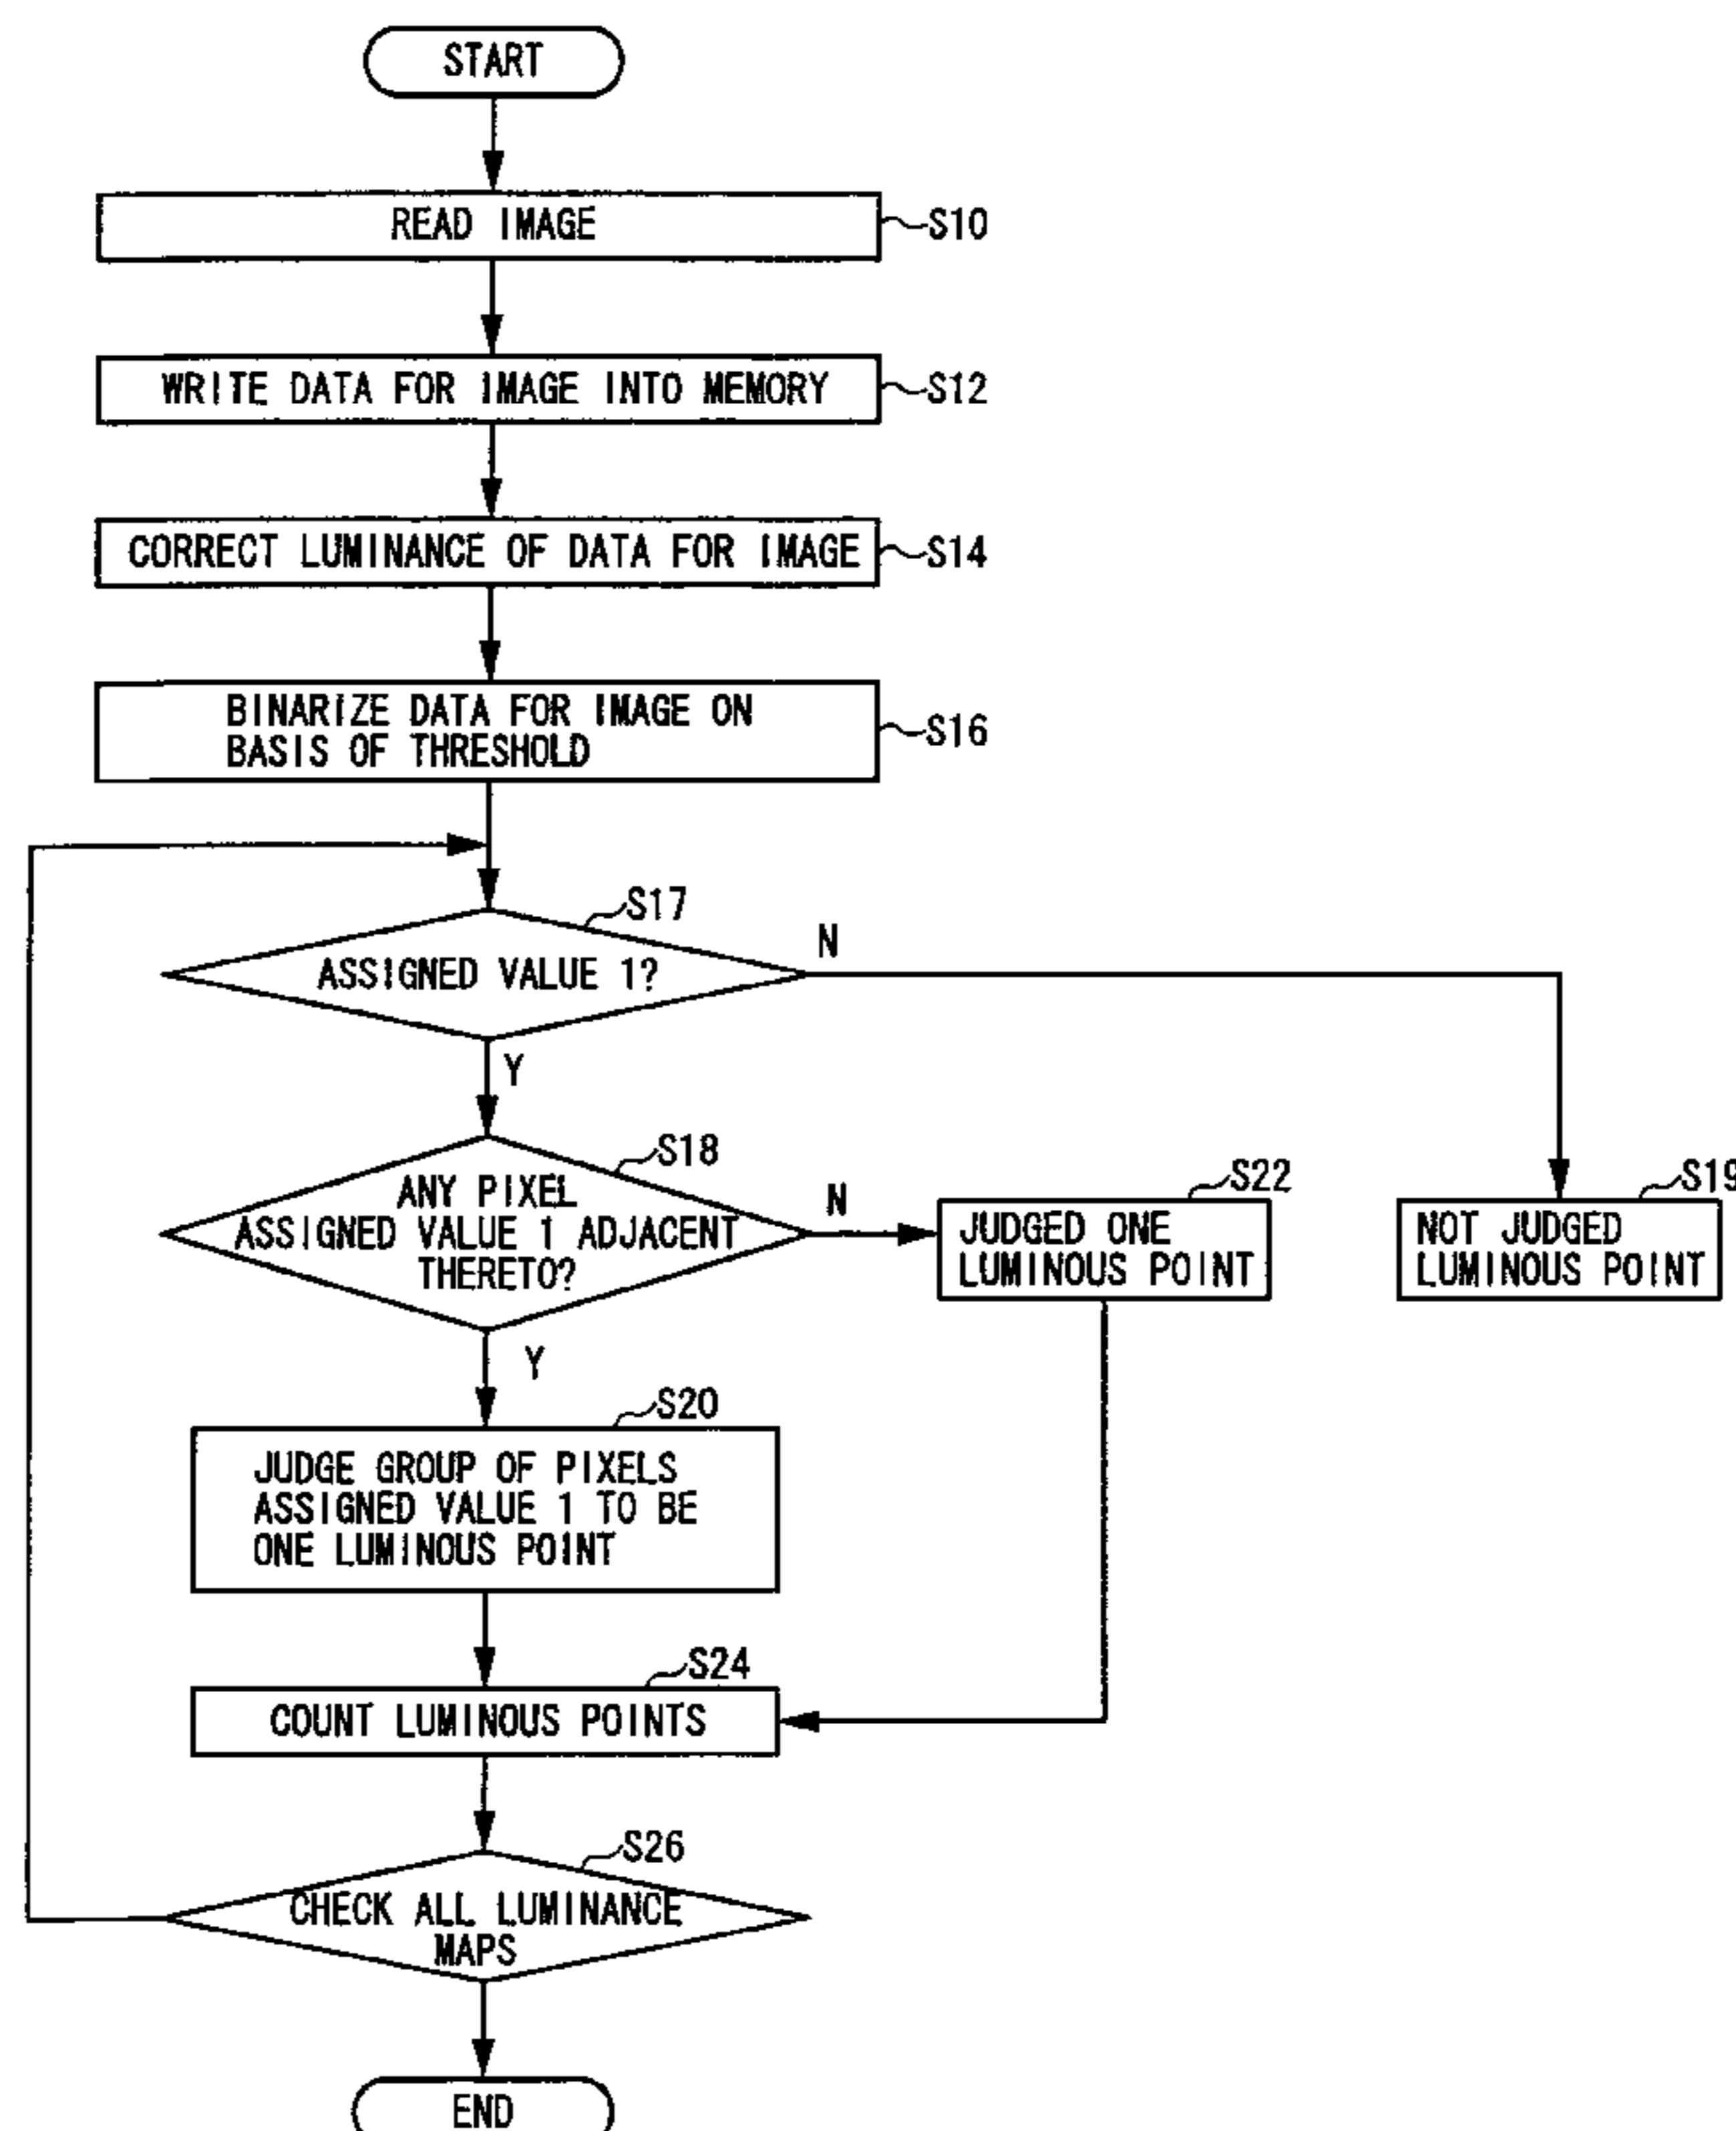 START
READ IMAGE
S10
WRITE DATA FOR IMAGE INTO MEMORY
S12
CORRECT LUMINANCE OF DATA FOR IMAGE
S14
BINARIZE DATA FOR IMAGE ON
BASIS OF THRESHOLD
S16
S17
ASSIGNED VALUE 1?
N
Y
S18
ANY PIXEL
ASSIGNED VALUE 1 ADJACENT
THERETO?
N
S22
JUDGED ONE
LUMINOUS POINT
S19
NOT JUDGED
LUMINOUS POINT
Y
S20
JUDGE GROUP OF PIXELS
ASSIGNED VALUE 1 TO BE
ONE LUMINOUS POINT
S24
COUNT LUMINOUS POINTS
S26
CHECK ALL LUMINANCE
MAPS
END